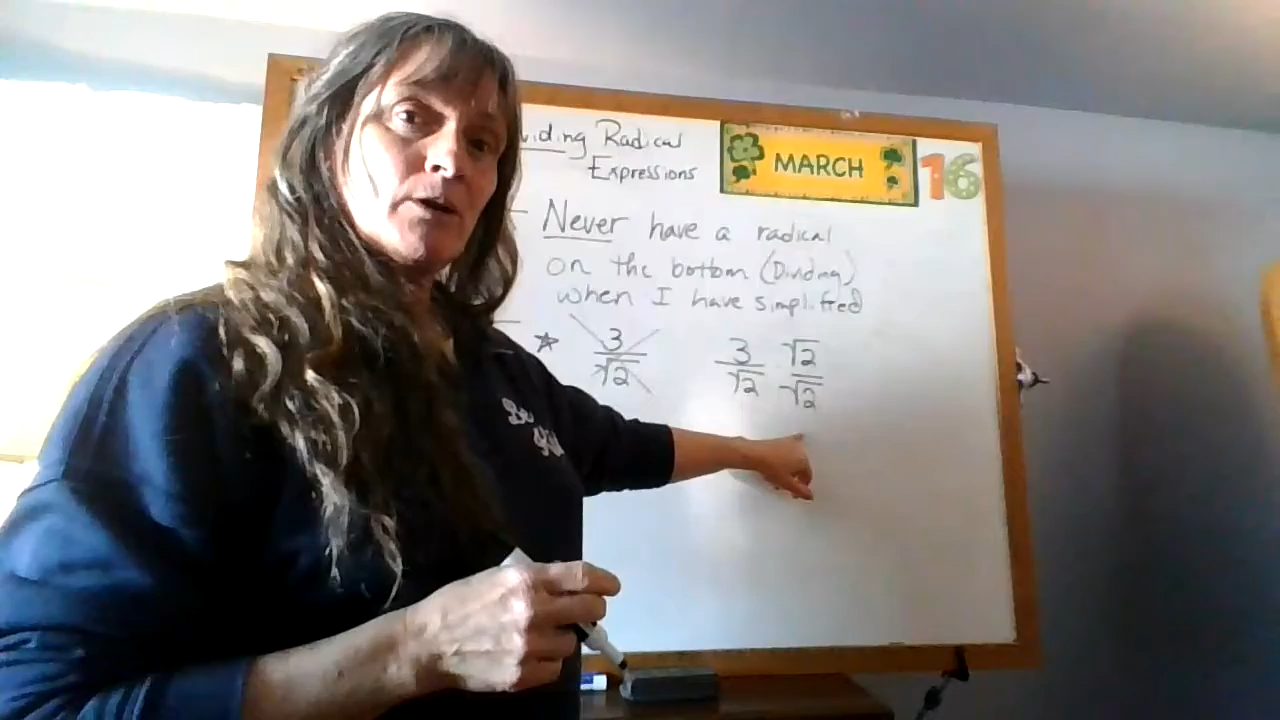 viding Radical
Expressions
MARCH
16
Never have a radical
on the bottom (Dividing)
when I have simplified
3
√2
3
√2
√2
√2
Be